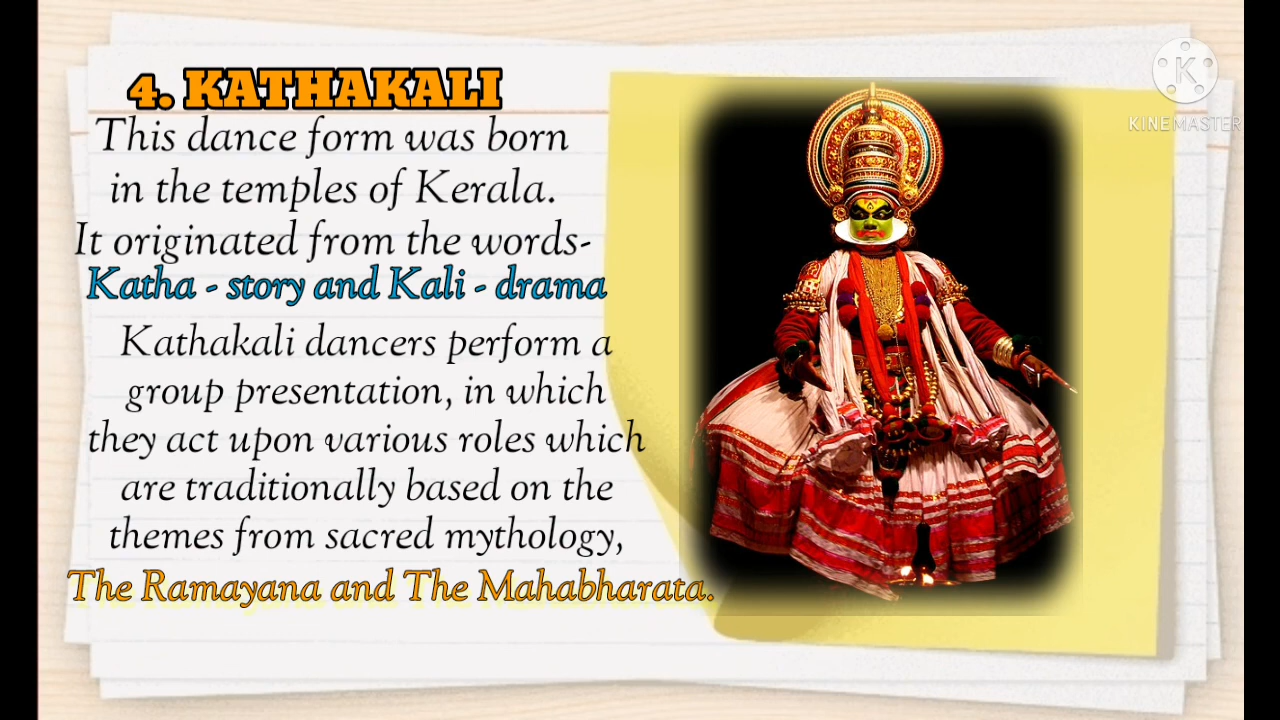 4. KATHAKALI
This dance form was born
in the temples of Kerala.
It originated from the words-
Katha - story and Kali - drama
Kathakali dancers perform a
group presentation, in which
they act upon various roles which
are traditionally based on the
themes from sacred mythology,
The Ramayana and The Mahabharata.
K
KINEMASTER